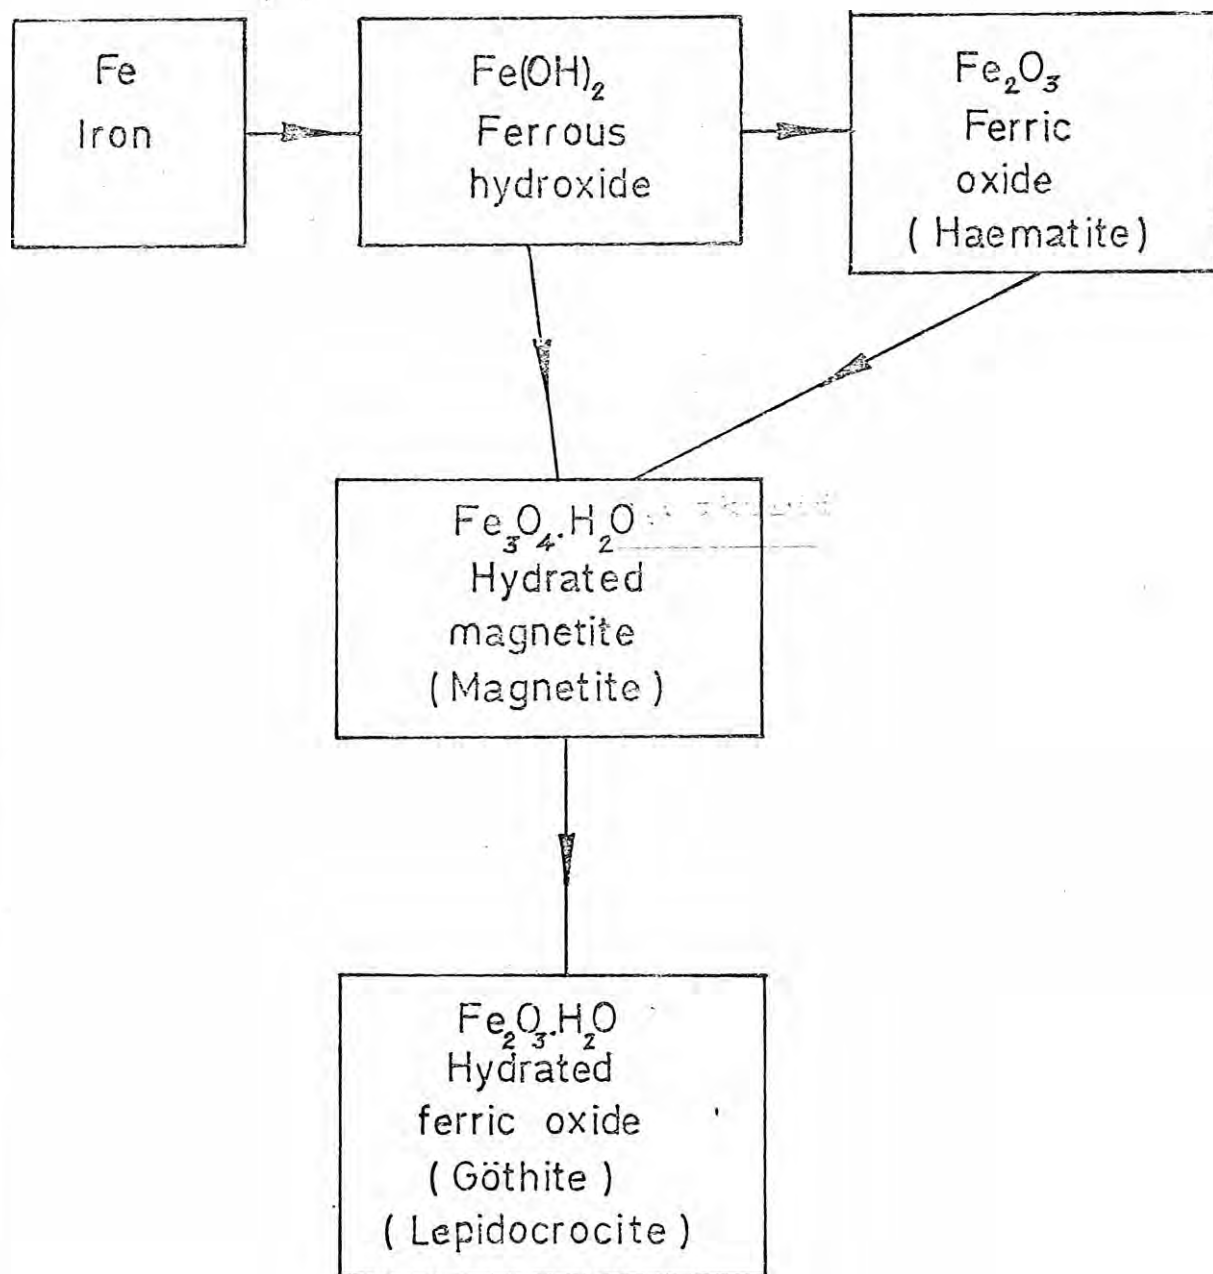 Fe
Iron
Fe(OH)₂
Ferrous
hydroxide
Fe₂O₃
Ferric
oxide
(Haematite)
Fe₃O₄.H₂O
Hydrated
magnetite
(Magnetite)
Fe₂O₃.H₂O
Hydrated
ferric oxide
(Göthite)
(Lepidocrocite)